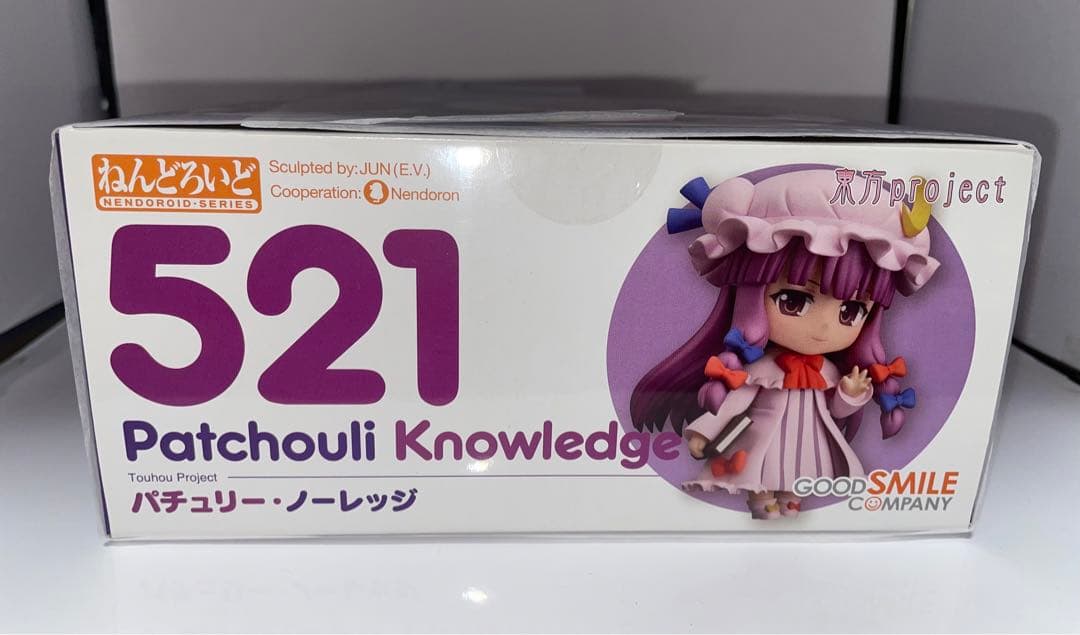 ねんどろいど
NENDOROID·SERIES
Sculpted by:JUN(E.V.)
Cooperation: Nendoron
東方project
521
Patchouli Knowledge
Touhou Project
パチュリー・ノーレッジ
GOOD SMILE
COMPANY